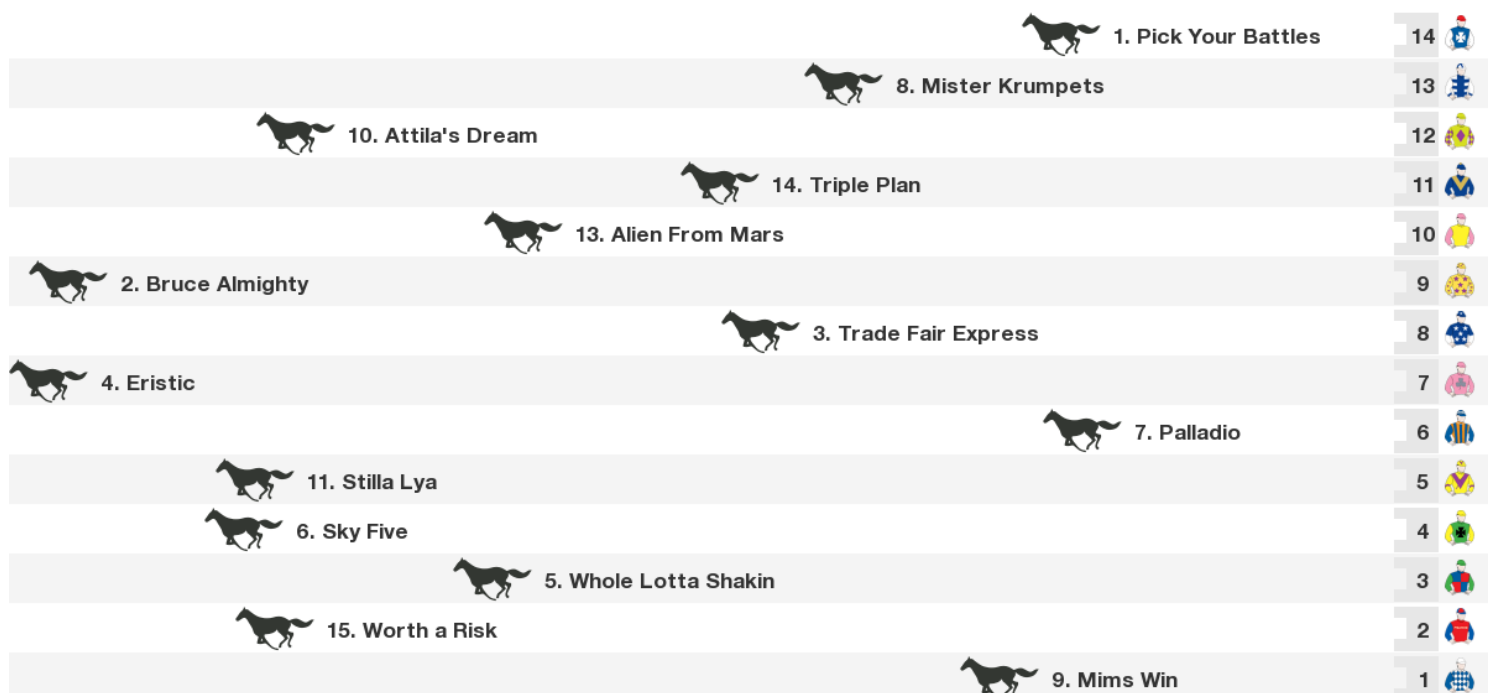 1. Pick Your Battles 14
8. Mister Krumpets 13
10. Attila's Dream 12
14. Triple Plan 11
13. Alien From Mars 10
2. Bruce Almighty 9
3. Trade Fair Express 8
4. Eristic 7
7. Palladio 6
11. Stilla Lya 5
6. Sky Five 4
5. Whole Lotta Shakin 3
15. Worth a Risk 2
9. Mims Win 1